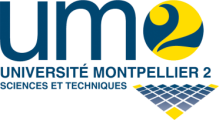 um2
UNIVERSITÉ MONTPELLIER 2
SCIENCES ET TECHNIQUES